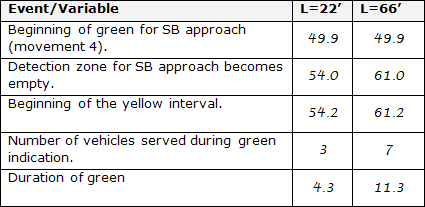 Event/Variable L=22’ L=66’
Beginning of green for SB approach
(movement 4). 49.9 49.9
Detection zone for SB approach becomes
empty. 54.0 61.0
Beginning of the yellow interval. 54.2 61.2
Number of vehicles served during green
indication. 3 7
Duration of green 4.3 11.3